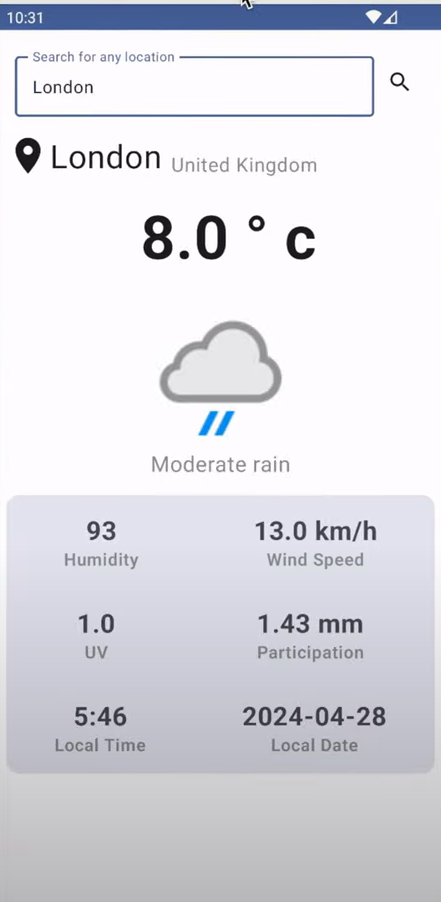 10:31
Search for any location
London
London United Kingdom
8.0 ° c
Moderate rain
93 13.0 km/h
Humidity Wind Speed
1.0 1.43 mm
UV Participation
5:46 2024-04-28
Local Time Local Date